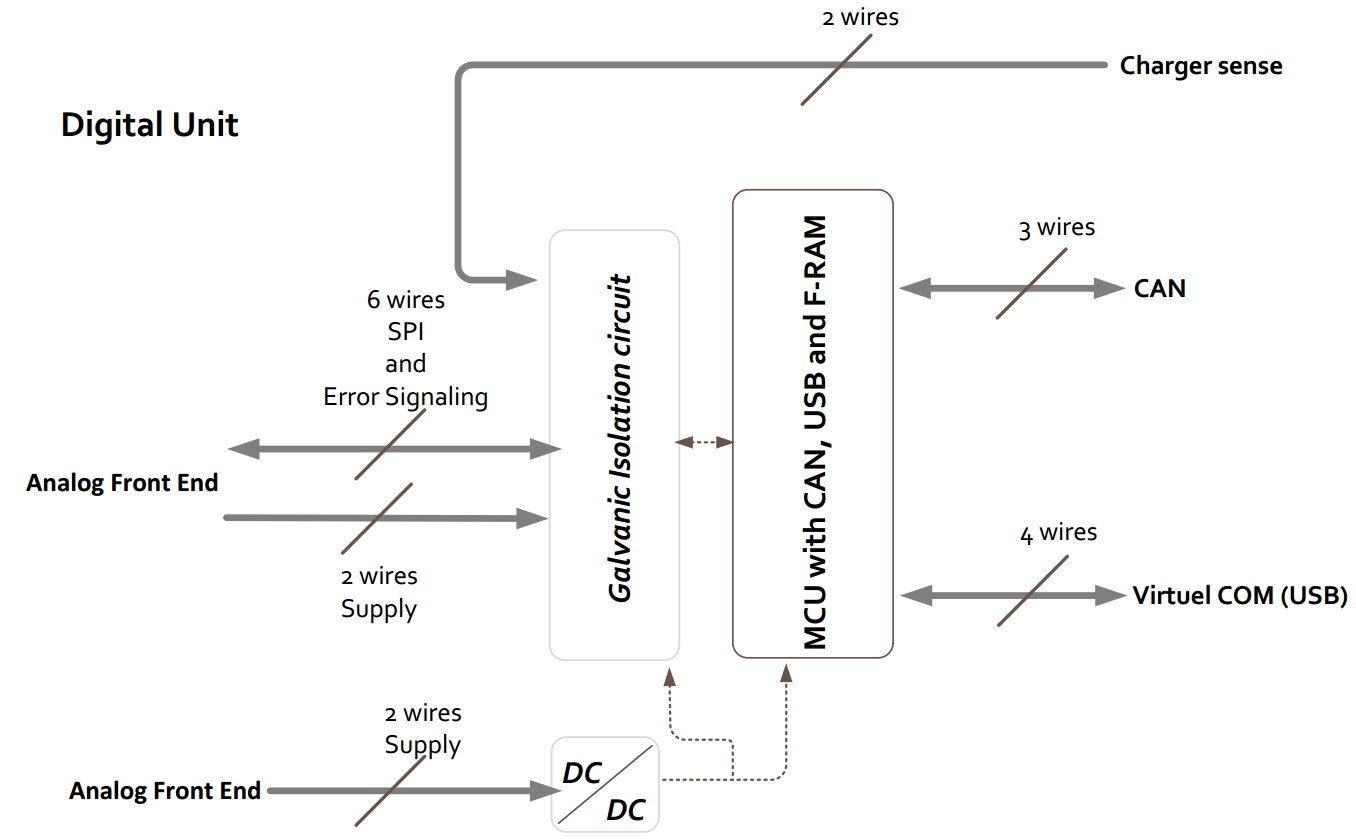 2 wires
Charger sense
Digital Unit
3 wires
CAN
6 wires
SPI
and
Error Signaling
Galvanic Isolation circuit
MCU with CAN, USB and F-RAM
Analog Front End
2 wires
Supply
4 wires
Virtuel COM (USB)
2 wires
Supply
Analog Front End
DC
DC